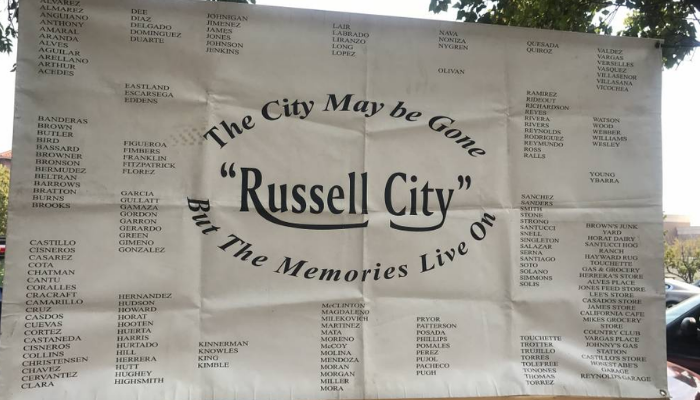 ALVAREZ
ALMAREZ
ANGUIANO
ANTHONY
AMARAL
ARANDA
ALVES
AGUILAR
ARELLANO
ARTHUR
ACEDES
BANDERAS
BROWN
BUTLER
BIRD
BASSARD
BROWNER
BRONSON
BERMUDEZ
BELTRAN
BARROWS
BRATTON
BURNS
BROOKS
CASTILLO
CISNEROS
CASAREZ
COTA
CHATMAN
CANTU
CORALLES
CRACRAFT
CAMARILLO
CRUZ
CASDOS
CUEVAS
CORTEZ
CASTANEDA
CISNEROS
COLLINS
CHRISTENSEN
CHAVEZ
CERVANTEZ
CLARA
DEE
DIAZ
DELGADO
DOMINGUEZ
DUARTE
EASTLAND
ESCARSEGA
EDDENS
FIGUEROA
FIMBERS
FRANKLIN
FITZPATRICK
FLOREZ
GARCIA
GULLATT
GAMAZA
GORDON
GARRON
GERARDO
GREEN
GIMENO
GONZALEZ
HERNANDEZ
HUDSON
HOWARD
HORAT
HOOTEN
HUERTA
HARRIS
HURTADO
HILL
HERRERA
HUTT
HUGHEY
HIGHSMITH
JOHNIGAN
JIMENEZ
JAMES
JONES
JOHNSON
JENKINS
KINNERMAN
KNOWLES
KING
KIMBLE
LAIR
LABRADO
LIRANZO
LONG
LOPEZ
The City May be Gone
"Russell City"
But The Memories Live On
McCLINTON
MAGDALENO
MILEKOVICH
MARTINEZ
MATA
MORENO
McCOY
MOLINA
MENDOZA
MORAN
MORGAN
MILLER
MORA
NAVA
NONIZA
NYGREN
OLIVAN
PRYOR
PATTERSON
POSADA
PHILLIPS
POMALES
PEREZ
PUJOL
PACHECO
PUGH
QUESADA
QUIROZ
RAMIREZ
RIDEOUT
RICHARDSON
REYES
RIVERA
RIVERS
REYNOLDS
RODRIGUEZ
REYMUNDO
ROSS
RALLS
SANCHEZ
SANDERS
SMITH
STONE
STRONG
SANTUCCI
SNELL
SINGLETON
SALAZAR
SERNA
SANTIAGO
SOTO
SOLANO
SIMMONS
SOLIS
TOUCHETTE
TROTTER
TRUJILLO
TORRES
TOLEFREE
TONONES
THOMAS
TORREZ
VALDEZ
VARGAS
VERSELLES
VASQUEZ
VILLASENOR
VILLASANA
VICOCHEA
WATSON
WOOD
WEBBER
WILLIAMS
WESLEY
YOUNG
YBARRA
BROWN'S JUNK
YARD
HORAT DAIRY
SANTUCCI HOG
RANCH
HAYWARD RUG
TOUCHETTE
GAS & GROCERY
HERRERA'S STORE
ALVES PLACE
JONES FEED STORE
LEE'S STORE
CASADOS STORE
JAMES STORE
CALIFORNIA CAFE
MIKES GROCERY
STORE
COUNTRY CLUB
VARGAS PLACE
JOHNNY'S GAS
STATION
CASTILLO'S STORE
GARAGE
REYNOLD'S GARAGE